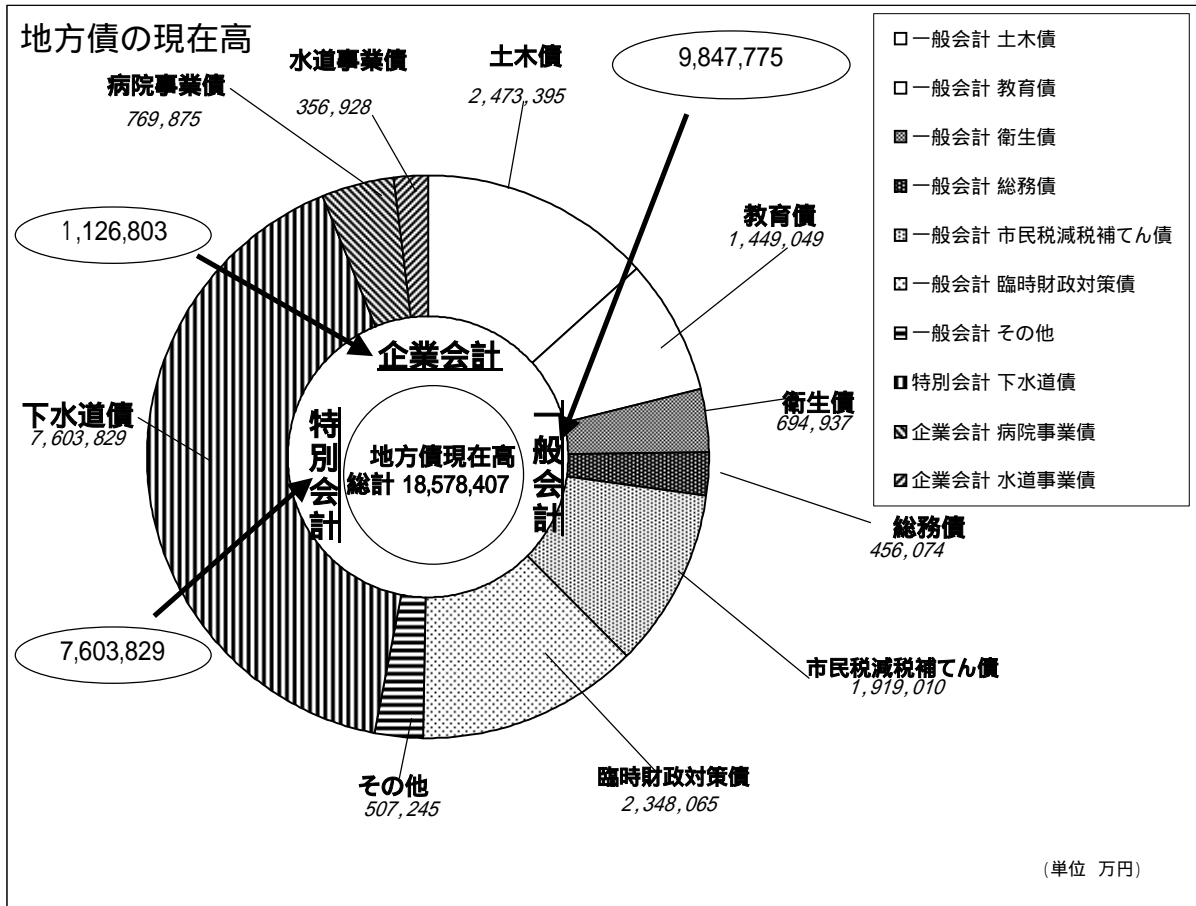 地方債の現在高
病院事業債
769,875
水道事業債
356,928
土木債
2,473,395
9,847,775
教育債
1,449,049
衛生債
694,937
総務債
456,074
市民税減税補てん債
1,919,010
臨時財政対策債
2,348,065
その他
507,245
7,603,829
下水道債
7,603,829
1,126,803
企業会計
特別会計
一般会計
地方債現在高
総計 18,578,407
一般会計 土木債
一般会計 教育債
一般会計 衛生債
一般会計 総務債
一般会計 市民税減税補てん債
一般会計 臨時財政対策債
一般会計 その他
特別会計 下水道債
企業会計 病院事業債
企業会計 水道事業債
(単位 万円)